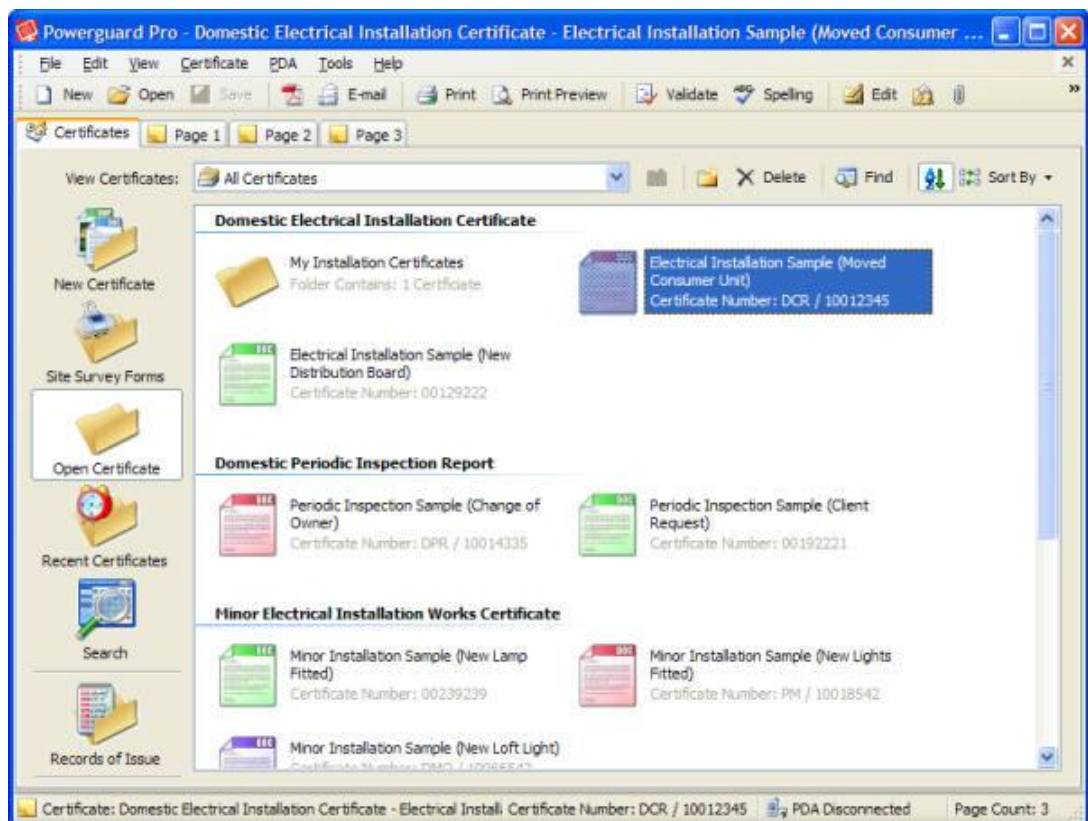 Powerguard Pro - Domestic Electrical Installation Certificate - Electrical Installation Sample (Moved Consumer ...
File Edit View Certificate PDA Tools Help
New Open Save E-mail Print Print Preview Validate Spelling Edit
Certificates Page 1 Page 2 Page 3
View Certificates: All Certificates Delete Find Sort By
New Certificate
Site Survey Forms
Open Certificate
Recent Certificates
Search
Records of Issue
Domestic Electrical Installation Certificate
My Installation Certificates
Folder Contains: 1 Certficiate
Electrical Installation Sample (Moved
Consumer Unit)
Certificate Number: DCR / 10012345
Electrical Installation Sample (New
Distribution Board)
Certificate Number: 00129222
Domestic Periodic Inspection Report
Periodic Inspection Sample (Change of
Owner)
Certificate Number: DPR / 10014335
Periodic Inspection Sample (Client
Request)
Certificate Number: 00192221
Minor Electrical Installation Works Certificate
Minor Installation Sample (New Lamp
Fitted)
Certificate Number: 00239239
Minor Installation Sample (New Lights
Fitted)
Certificate Number: PM / 10018542
Minor Installation Sample (New Loft Light)
Certificate: Domestic Electrical Installation Certificate - Electrical Install Certificate Number: DCR / 10012345 PDA Disconnected Page Count: 3